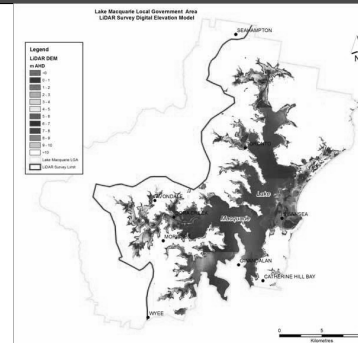 Lake Macquarie Local Government Area
LiDAR Survey Digital Elevation Model
SEAHAMPTON
Legend
LiDAR DEM
m AHD
<0
0 - 1
1 - 2
2 - 3
3 - 4
4 - 5
5 - 6
6 - 7
7 - 8
8 - 9
9 - 10
>10
Lake Macquarie LGA
LiDAR Survey Limit
Lake
Macquarie
CATHERINE HILL BAY
WYEE
0 5
Kilometres